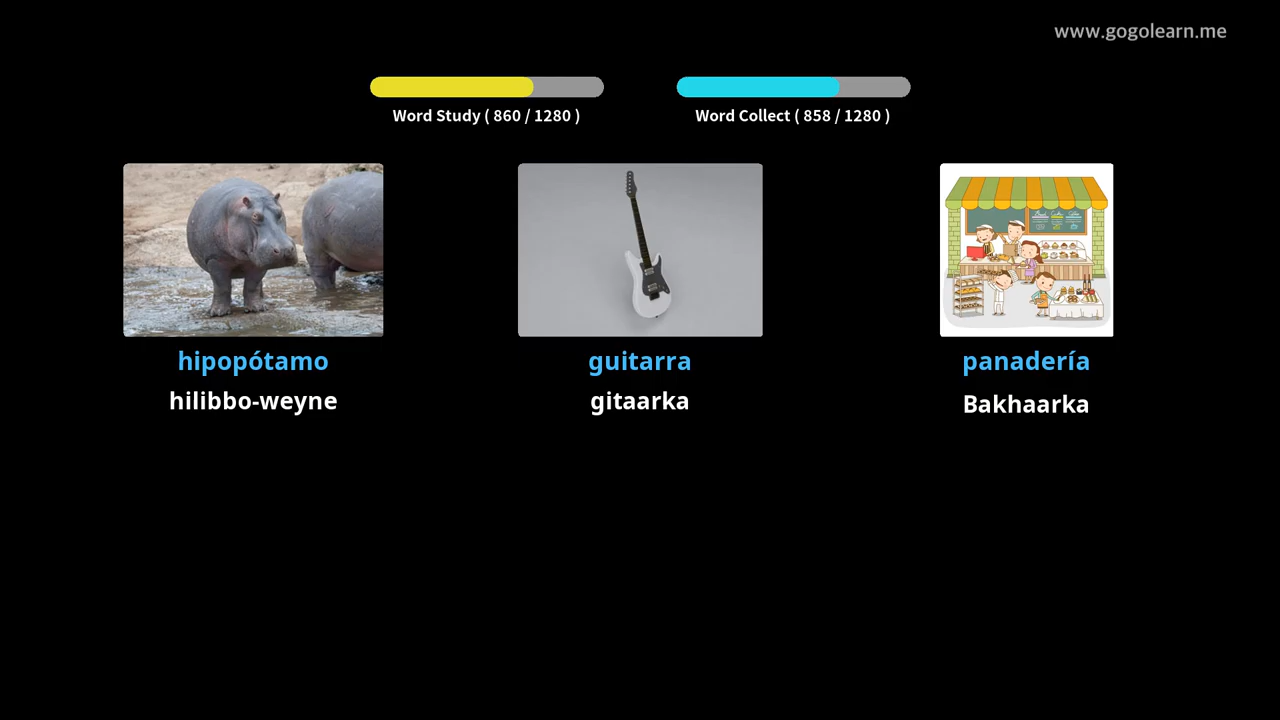 www.gogolearn.me
Word Study ( 860 / 1280 )
Word Collect ( 858 / 1280 )
hipopótamo
guitarra
panadería
hilibbo-weyne
gitaarka
Bakhaarka